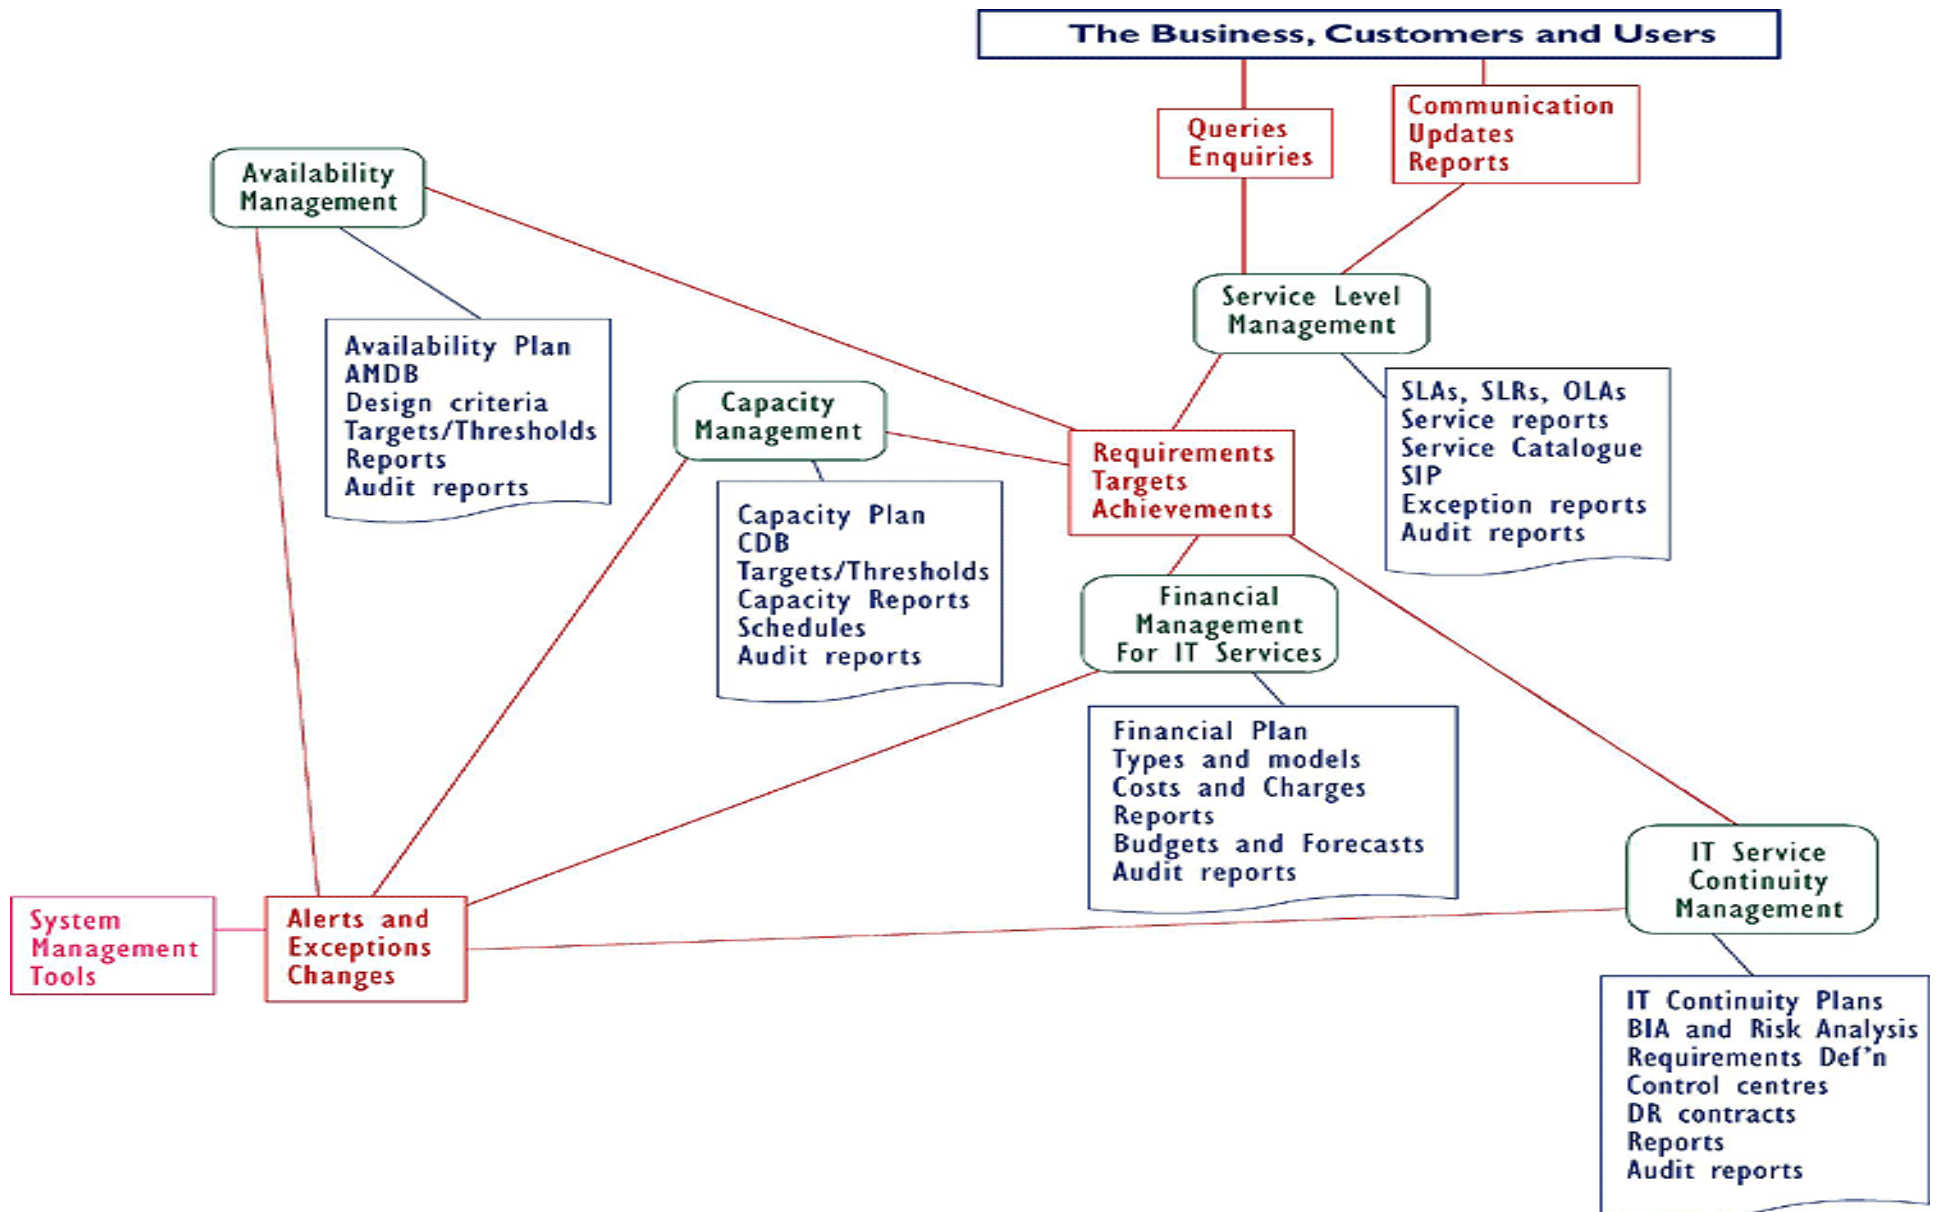 The Business, Customers and Users
Queries
Enquiries
Communication
Updates
Reports
Availability
Management
Service Level
Management
Availability Plan
AMDB
Design criteria
Targets/Thresholds
Reports
Audit reports
Capacity
Management
SLAs, SLRs, OLAs
Service reports
Service Catalogue
SIP
Exception reports
Audit reports
Requirements
Targets
Achievements
Capacity Plan
CDB
Targets/Thresholds
Capacity Reports
Schedules
Audit reports
Financial
Management
For IT Services
Financial Plan
Types and models
Costs and Charges
Reports
Budgets and Forecasts
Audit reports
IT Service
Continuity
Management
System
Management
Tools
Alerts and
Exceptions
Changes
IT Continuity Plans
BIA and Risk Analysis
Requirements Def'n
Control centres
DR contracts
Reports
Audit reports